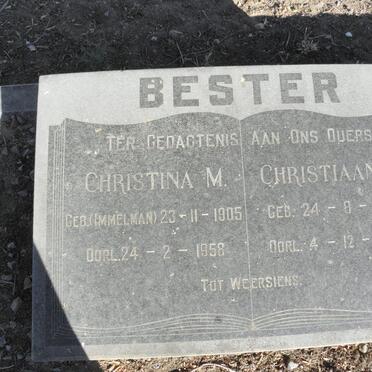 BESTER
TER GEDAGTENIS AAN ONS OUERS
CHRISTINA M. CHRISTIAAN
GEB.(IMMELMAN) 23-11-1905 GEB. 24-8-
OORL. 24-2-1958 OORL. 4-12-
TOT WEERSIENS.